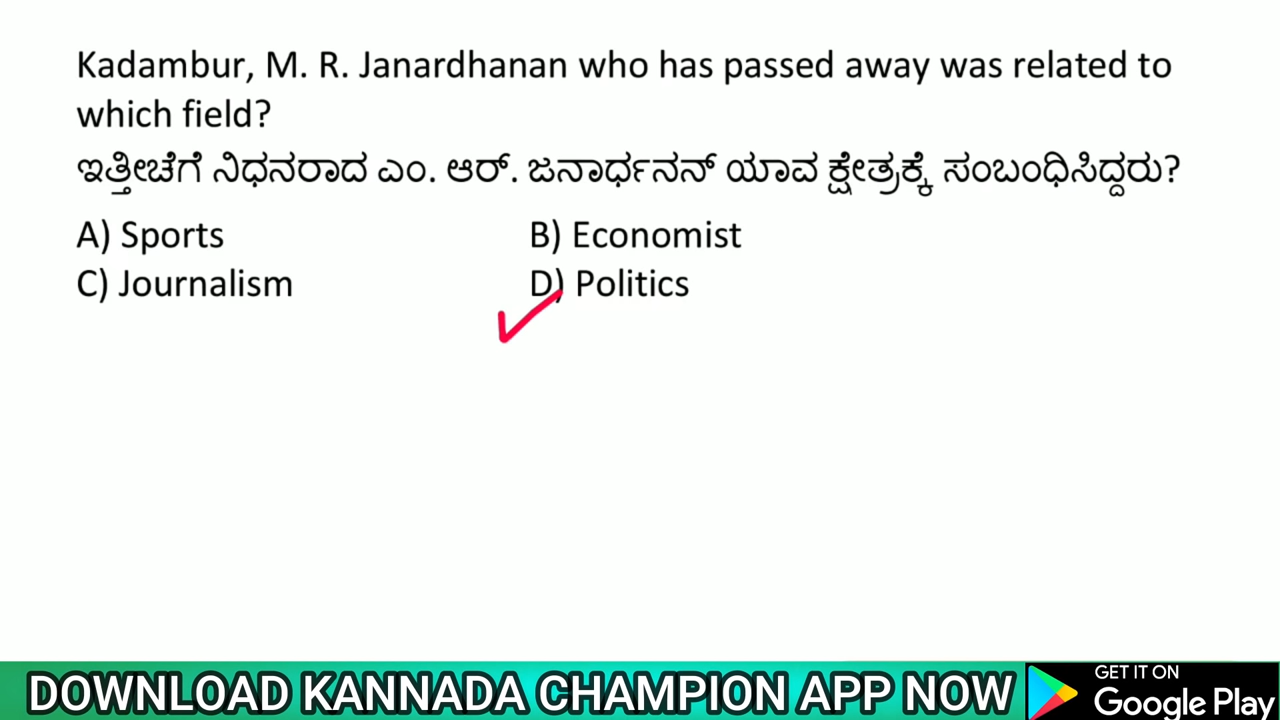 Kadambur, M. R. Janardhanan who has passed away was related to
which field?
ಇತ್ತೀಚೆಗೆ ನಿಧನರಾದ ಎಂ. ಆರ್. ಜನಾರ್ಧನನ್ ಯಾವ ಕ್ಷೇತ್ರಕ್ಕೆ ಸಂಬಂಧಿಸಿದ್ದರು?
A) Sports B) Economist
C) Journalism D) Politics
DOWNLOAD KANNADA CHAMPION APP NOW
GET IT ON
Google Play